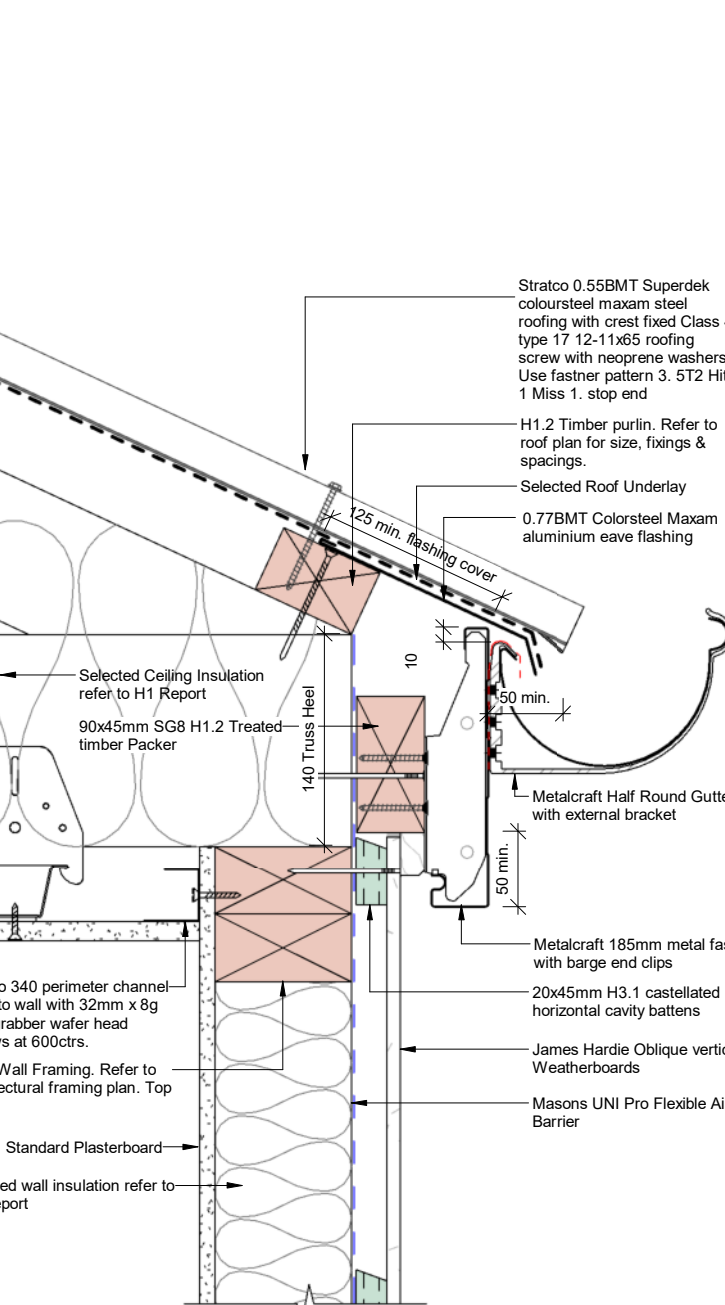 Stratco 0.55BMT Superdek
coloursteel maxam steel
roofing with crest fixed Class
type 17 12-11x65 roofing
screw with neoprene washers
Use fastner pattern 3. 5T2 Hit
1 Miss 1. stop end
H1.2 Timber purlin. Refer to
roof plan for size, fixings &
spacings.
Selected Roof Underlay
0.77BMT Colorsteel Maxam
aluminium eave flashing
125 min. flashing cover
10
50 min.
Selected Ceiling Insulation
refer to H1 Report
90x45mm SG8 H1.2 Treated
timber Packer
140 Truss Heel
Metalcraft Half Round Gutte
with external bracket
50 min.
Metalcraft 185mm metal fas
with barge end clips
20x45mm H3.1 castellated
horizontal cavity battens
James Hardie Oblique vertic
Weatherboards
Masons UNI Pro Flexible Ai
Barrier
o 340 perimeter channel
to wall with 32mm x 8g
rabber wafer head
s at 600ctrs.
Wall Framing. Refer to
ectural framing plan. Top
Standard Plasterboard
ed wall insulation refer to
port